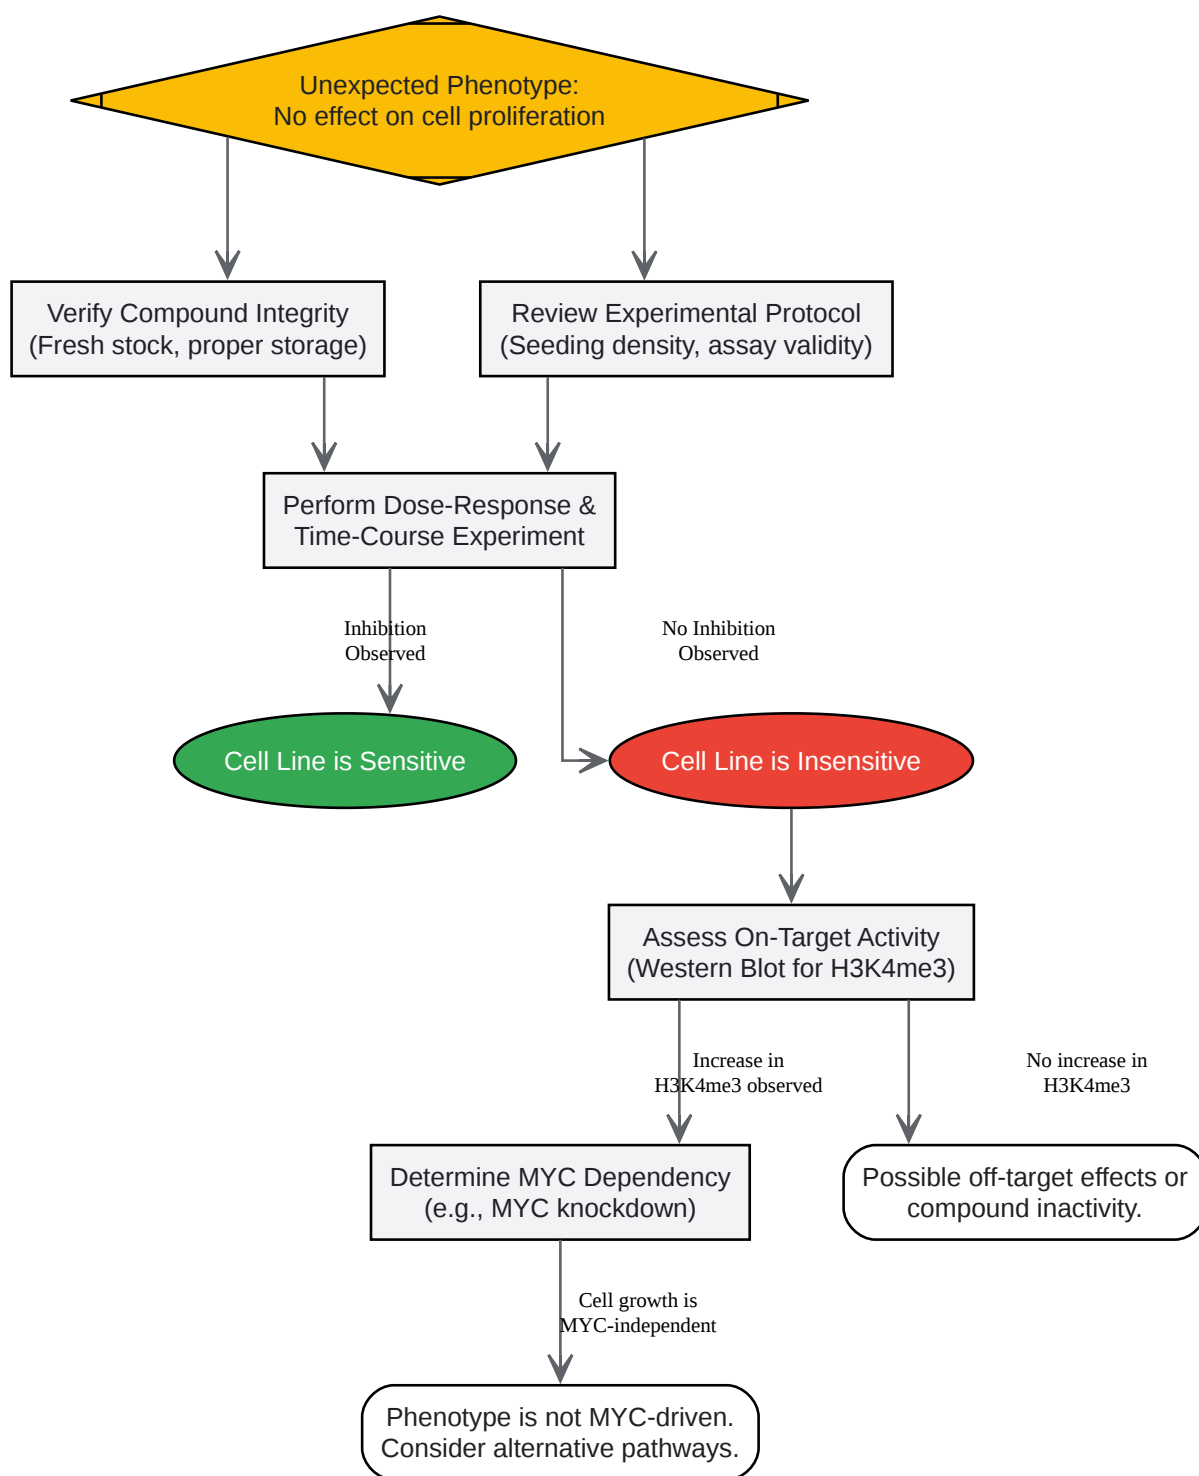 Unexpected Phenotype:
No effect on cell proliferation
Verify Compound Integrity
(Fresh stock, proper storage)
Review Experimental Protocol
(Seeding density, assay validity)
Perform Dose-Response &
Time-Course Experiment
Inhibition
Observed
No Inhibition
Observed
Cell Line is Sensitive
Cell Line is Insensitive
Assess On-Target Activity
(Western Blot for H3K4me3)
Increase in
H3K4me3 observed
No increase in
H3K4me3
Determine MYC Dependency
(e.g., MYC knockdown)
Possible off-target effects or
compound inactivity.
Cell growth is
MYC-independent
Phenotype is not MYC-driven.
Consider alternative pathways.